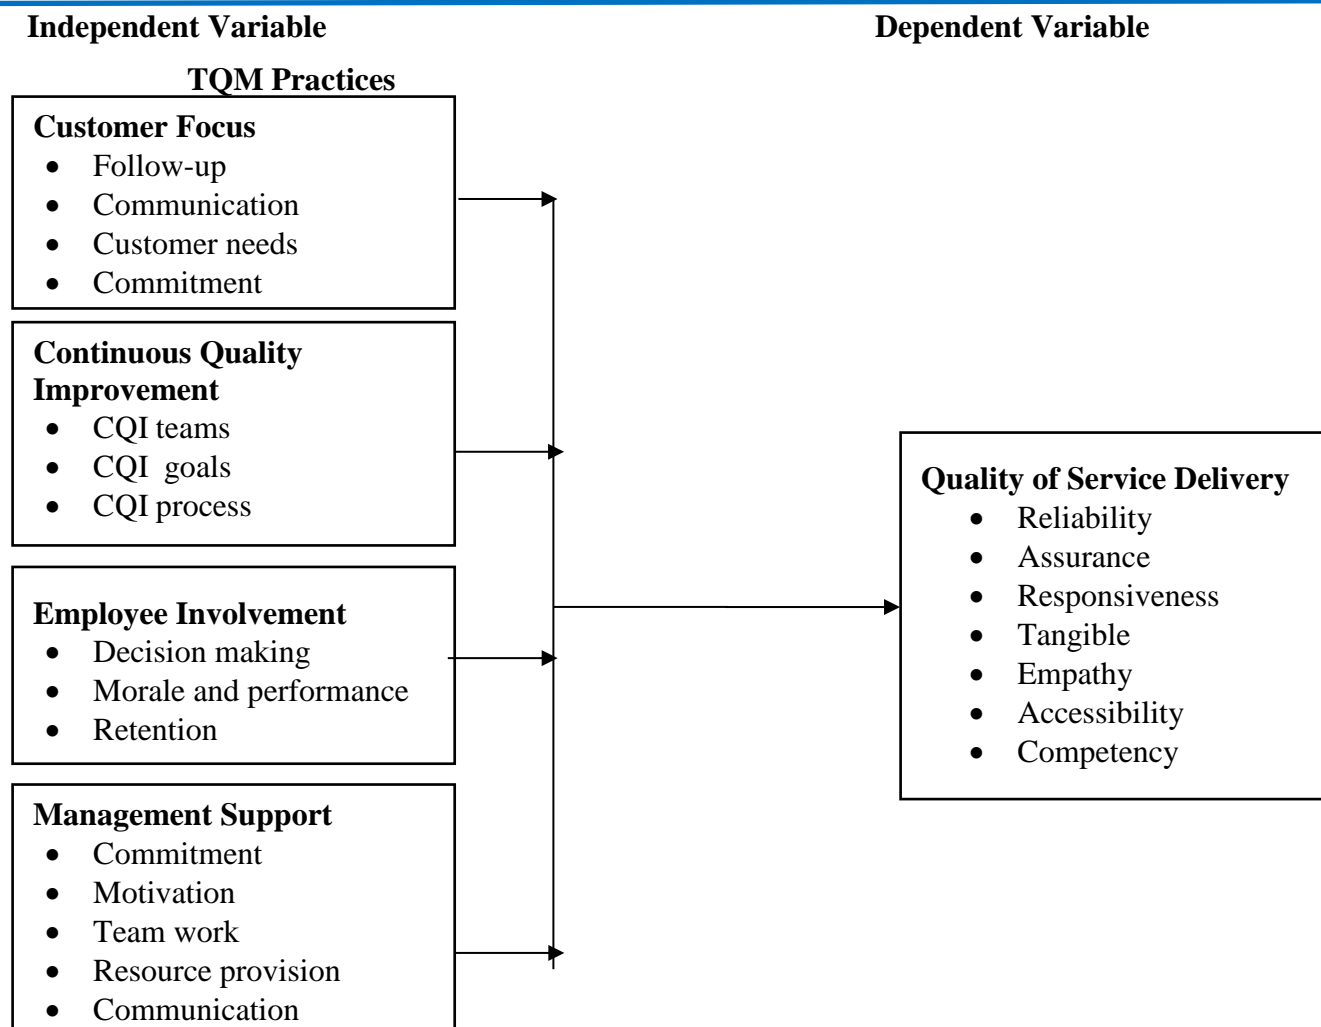 Independent Variable
Dependent Variable
TQM Practices
Customer Focus
• Follow-up
• Communication
• Customer needs
• Commitment
Continuous Quality
Improvement
• CQI teams
• CQI goals
• CQI process
Employee Involvement
• Decision making
• Morale and performance
• Retention
Management Support
• Commitment
• Motivation
• Team work
• Resource provision
• Communication
Quality of Service Delivery
• Reliability
• Assurance
• Responsiveness
• Tangible
• Empathy
• Accessibility
• Competency